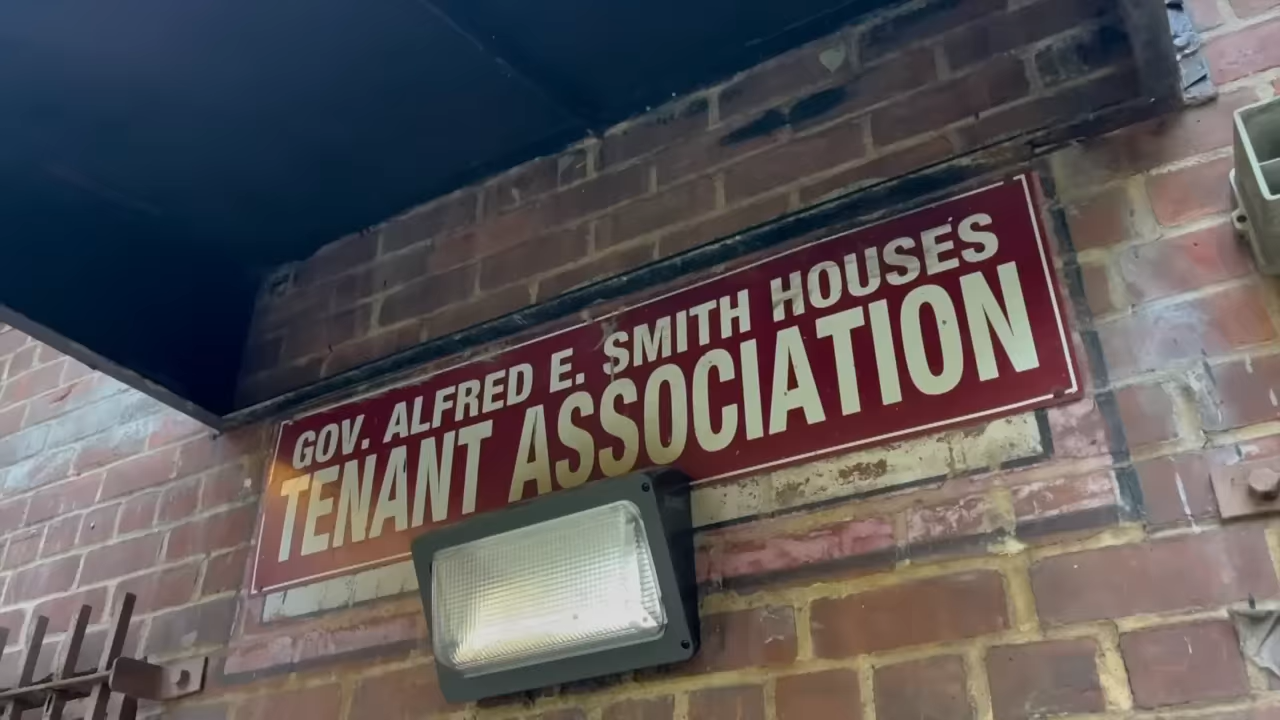 GOV. ALFRED E. SMITH HOUSES
TENANT ASSOCIATION